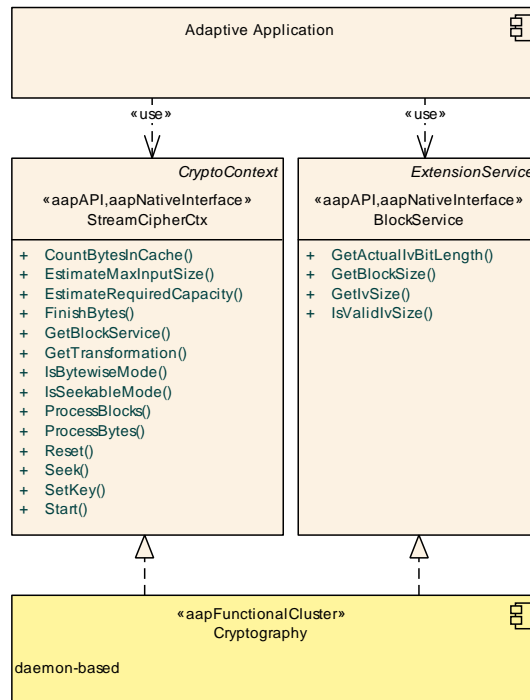 Adaptive Application
«use»
«use»
CryptoContext
«aapAPI,aapNativeInterface»
StreamCipherCtx
+ CountBytesInCache()
+ EstimateMaxInputSize()
+ EstimateRequiredCapacity()
+ FinishBytes()
+ GetBlockService()
+ GetTransformation()
+ IsBytewiseMode()
+ IsSeekableMode()
+ ProcessBlocks()
+ ProcessBytes()
+ Reset()
+ Seek()
+ SetKey()
+ Start()
ExtensionService
«aapAPI,aapNativeInterface»
BlockService
+ GetActualIvBitLength()
+ GetBlockSize()
+ GetIvSize()
+ IsValidIvSize()
«aapFunctionalCluster»
Cryptography
daemon-based